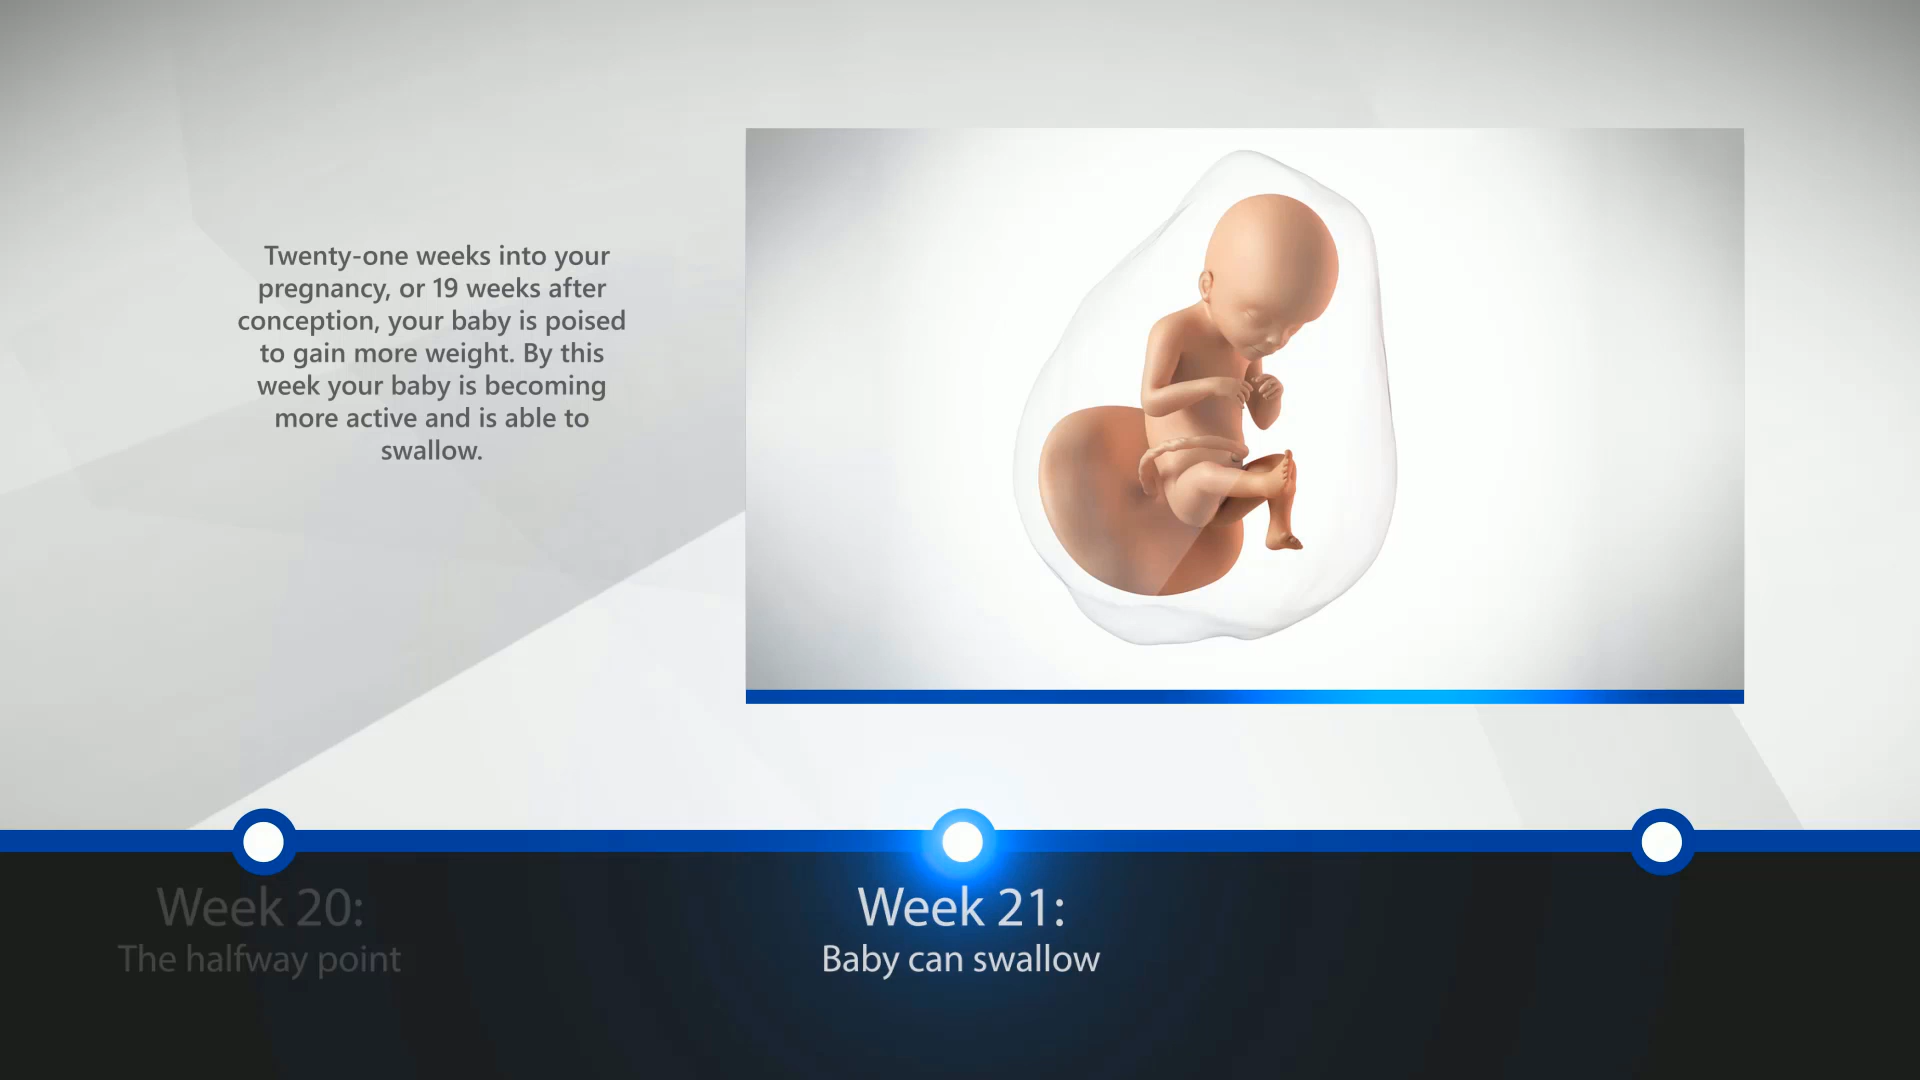 Twenty-one weeks into your
pregnancy, or 19 weeks after
conception, your baby is poised
to gain more weight. By this
week your baby is becoming
more active and is able to
swallow.
Week 20:
The halfway point
Week 21:
Baby can swallow